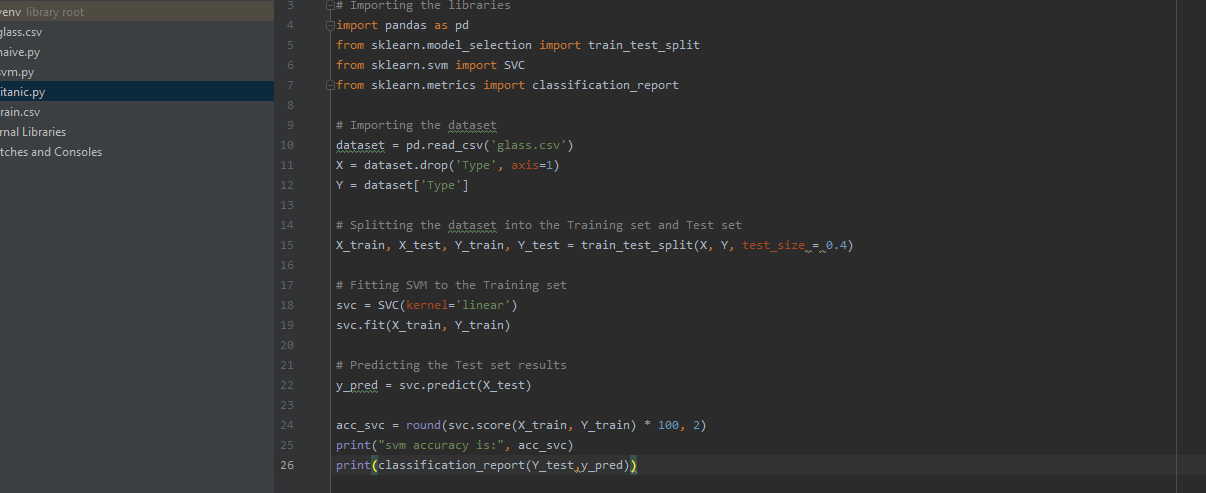 venv library root
glass.csv
naive.py
svm.py
titanic.py
train.csv
rnal Libraries
tches and Consoles
3 # Importing the libraries
4 import pandas as pd
5 from sklearn.model_selection import train_test_split
6 from sklearn.svm import SVC
7 from sklearn.metrics import classification_report
8
9 # Importing the dataset
10 dataset = pd.read_csv('glass.csv')
11 X = dataset.drop('Type', axis=1)
12 Y = dataset['Type']
13
14 # Splitting the dataset into the Training set and Test set
15 X_train, X_test, Y_train, Y_test = train_test_split(X, Y, test_size = 0.4)
16
17 # Fitting SVM to the Training set
18 svc = SVC(kernel='linear')
19 svc.fit(X_train, Y_train)
20
21 # Predicting the Test set results
22 y_pred = svc.predict(X_test)
23
24 acc_svc = round(svc.score(X_train, Y_train) * 100, 2)
25 print("svm accuracy is:", acc_svc)
26 print(classification_report(Y_test,y_pred))